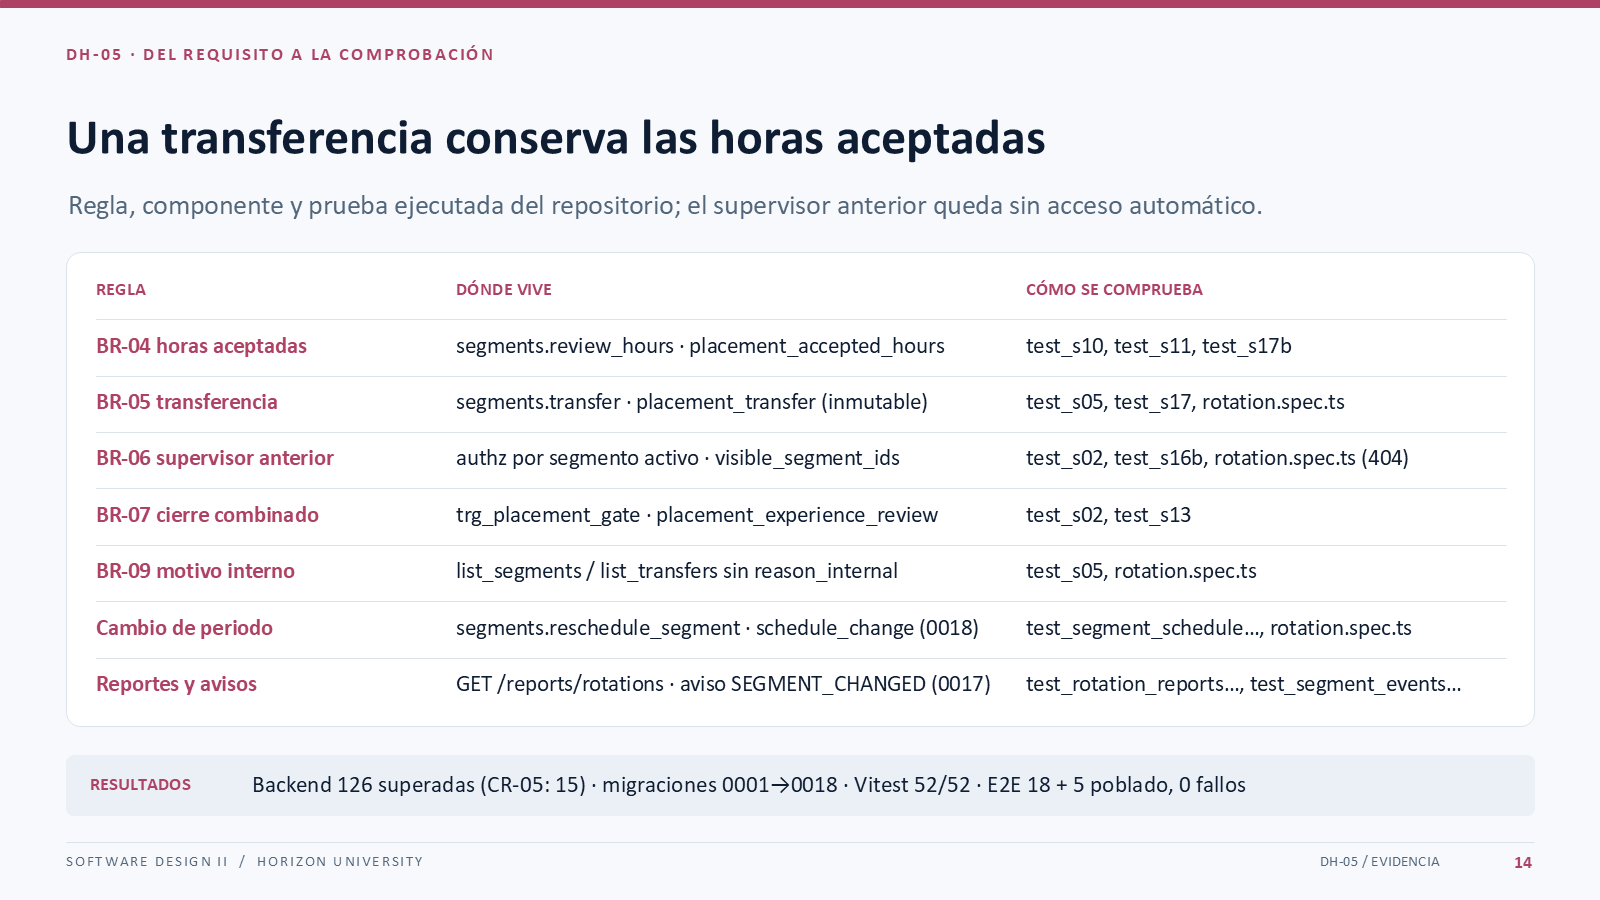 DH-05 · DEL REQUISITO A LA COMPROBACIÓN
Una transferencia conserva las horas aceptadas
Regla, componente y prueba ejecutada del repositorio; el supervisor anterior queda sin acceso automático.
REGLA DÓNDE VIVE CÓMO SE COMPRUEBA
BR-04 horas aceptadas segments.review_hours · placement_accepted_hours test_s10, test_s11, test_s17b
BR-05 transferencia segments.transfer · placement_transfer (inmutable) test_s05, test_s17, rotation.spec.ts
BR-06 supervisor anterior authz por segmento activo · visible_segment_ids test_s02, test_s16b, rotation.spec.ts (404)
BR-07 cierre combinado trg_placement_gate · placement_experience_review test_s02, test_s13
BR-09 motivo interno list_segments / list_transfers sin reason_internal test_s05, rotation.spec.ts
Cambio de periodo segments.reschedule_segment · schedule_change (0018) test_segment_schedule…, rotation.spec.ts
Reportes y avisos GET /reports/rotations · aviso SEGMENT_CHANGED (0017) test_rotation_reports…, test_segment_events…
RESULTADOS Backend 126 superadas (CR-05: 15) · migraciones 0001→0018 · Vitest 52/52 · E2E 18 + 5 poblado, 0 fallos
SOFTWARE DESIGN II / HORIZON UNIVERSITY DH-05 / EVIDENCIA 14